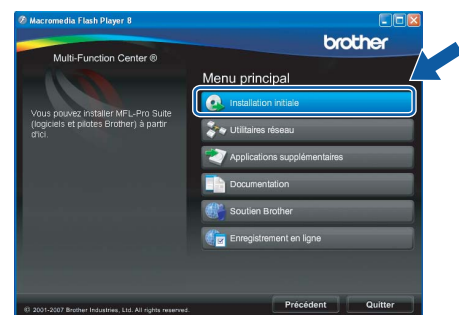 Macromedia Flash Player 8
brother
Multi-Function Center ®
Menu principal
Vous pouvez installer MFL-Pro Suite
(logiciels et pilotes Brother) à partir
d'ici.
Installation initiale
Utilitaires réseau
Applications supplémentaires
Documentation
Soutien Brother
Enregistrement en ligne
© 2001-2007 Brother Industries, Ltd. All rights reserved.
Précédent
Quitter